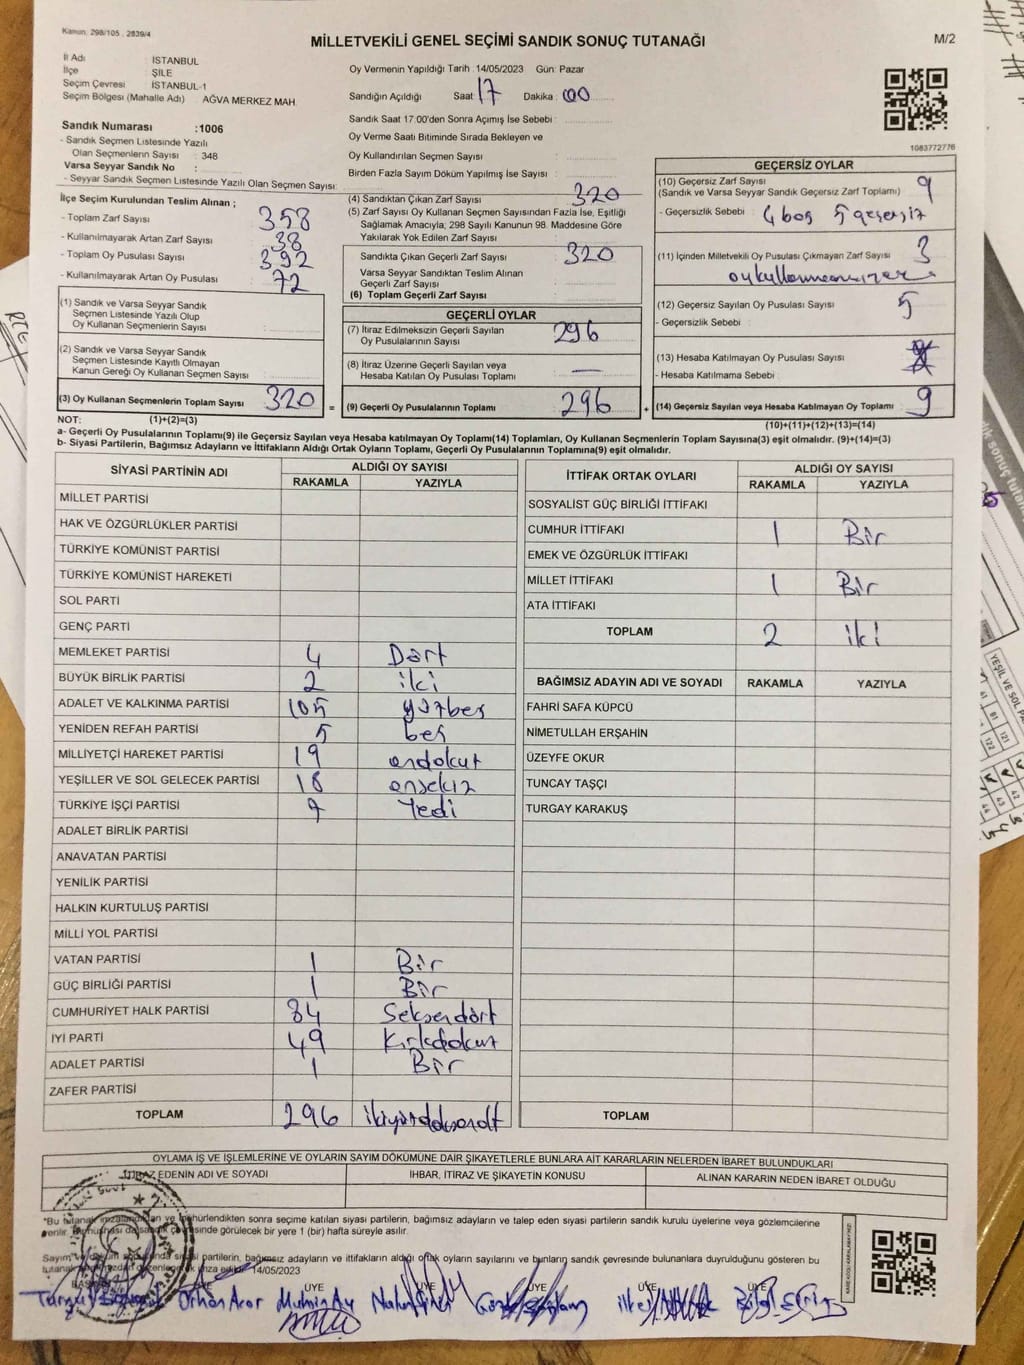 Kanun, 298/105 , 2839/4
MİLLETVEKİLİ GENEL SEÇİMİ SANDIK SONUÇ TUTANAĞI
M/2
İl Adı : İSTANBUL
İlçe : ŞİLE
Seçim Çevresi : İSTANBUL-1
Seçim Bölgesi (Mahalle Adı) : AĞVA MERKEZ MAH.
Oy Vermenin Yapıldığı Tarih : 14/05/2023 Gün: Pazar
Sandığın Açıldığı Saat: 17 Dakika : 00
Sandık Saat 17:00'den Sonra Açımış İse Sebebi :
Oy Verme Saati Bitiminde Sırada Bekleyen ve
Oy Kullandırılan Seçmen Sayısı :
Birden Fazla Sayım Döküm Yapılmış İse Sayısı :
1083772776
Sandık Numarası :1006
- Sandık Seçmen Listesinde Yazılı
Olan Seçmenlerin Sayısı : 348
Varsa Seyyar Sandık No :
- Seyyar Sandık Seçmen Listesinde Yazılı Olan Seçmen Sayısı:
İlçe Seçim Kurulundan Teslim Alınan ;
- Toplam Zarf Sayısı : 358
- Kullanılmayarak Artan Zarf Sayısı : 38
- Toplam Oy Pusulası Sayısı : 392
- Kullanılmayarak Artan Oy Pusulası : 72
(1) Sandık ve Varsa Seyyar Sandık
Seçmen Listesinde Yazılı Olup
Oy Kullanan Seçmenlerin Sayısı :
(2) Sandık ve Varsa Seyyar Sandık
Seçmen Listesinde Kayıtlı Olmayan
Kanun Gereği Oy Kullanan Seçmen Sayısı :
(3) Oy Kullanan Seçmenlerin Toplam Sayısı : 320
(4) Sandıktan Çıkan Zarf Sayısı : 320
(5) Zarf Sayısı Oy Kullanan Seçmen Sayısından Fazla İse, Eşitliği
Sağlamak Amacıyla; 298 Sayılı Kanunun 98. Maddesine Göre
Yakılarak Yok Edilen Zarf Sayısı :
Sandıkta Çıkan Geçerli Zarf Sayısı : 320
Varsa Seyyar Sandıktan Teslim Alınan
Geçerli Zarf Sayısı :
(6) Toplam Geçerli Zarf Sayısı :
GEÇERLİ OYLAR
(7) İtiraz Edilmeksizin Geçerli Sayılan
Oy Pusulalarının Sayısı : 296
(8) İtiraz Üzerine Geçerli Sayılan veya
Hesaba Katılan Oy Pusulası Toplamı : —
= (9) Geçerli Oy Pusulalarının Toplamı : 296
GEÇERSİZ OYLAR
(10) Geçersiz Zarf Sayısı : 9
(Sandık ve Varsa Seyyar Sandık Geçersiz Zarf Toplamı)
- Geçersizlik Sebebi : 4 boş 5 geçersiz
(11) İçinden Milletvekili Oy Pusulası Çıkmayan Zarf Sayısı : 3
(12) Geçersiz Sayılan Oy Pusulası Sayısı : 5
- Geçersizlik Sebebi :
(13) Hesaba Katılmayan Oy Pusulası Sayısı :
- Hesaba Katılmama Sebebi :
+ (14) Geçersiz Sayılan veya Hesaba Katılmayan Oy Toplamı : 9
NOT: (1)+(2)=(3)
(10)+(11)+(12)+(13)=(14)
a- Geçerli Oy Pusulalarının Toplamı(9) ile Geçersiz Sayılan veya Hesaba katılmayan Oy Toplamı(14) Toplamları, Oy Kullanan Seçmenlerin Toplam Sayısına(3) eşit olmalıdır. (9)+(14)=(3)
b- Siyasi Partilerin, Bağımsız Adayların ve İttifakların Aldığı Ortak Oyların Toplamı, Geçerli Oy Pusulalarının Toplamına(9) eşit olmalıdır.
SİYASİ PARTİNİN ADI ALDIĞI OY SAYISI
RAKAMLA YAZIYLA
MİLLET PARTİSİ
HAK VE ÖZGÜRLÜKLER PARTİSİ
TÜRKİYE KOMÜNİST PARTİSİ
TÜRKİYE KOMÜNİST HAREKETİ
SOL PARTİ
GENÇ PARTİ
MEMLEKET PARTİSİ 4 Dört
BÜYÜK BİRLİK PARTİSİ 2 iki
ADALET VE KALKINMA PARTİSİ 105 yüzbeş
YENİDEN REFAH PARTİSİ 5 beş
MİLLİYETÇİ HAREKET PARTİSİ 19 ondokuz
YEŞİLLER VE SOL GELECEK PARTİSİ 18 onsekiz
TÜRKİYE İŞÇİ PARTİSİ 7 Yedi
ADALET BİRLİK PARTİSİ
ANAVATAN PARTİSİ
YENİLİK PARTİSİ
HALKIN KURTULUŞ PARTİSİ
MİLLİ YOL PARTİSİ
VATAN PARTİSİ 1 Bir
GÜÇ BİRLİĞİ PARTİSİ 1 Bir
CUMHURİYET HALK PARTİSİ 84 Seksendört
İYİ PARTİ 49 Kırkdokuz
ADALET PARTİSİ 1 Bir
ZAFER PARTİSİ
TOPLAM 296
İTTİFAK ORTAK OYLARI ALDIĞI OY SAYISI
RAKAMLA YAZIYLA
SOSYALİST GÜÇ BİRLİĞİ İTTİFAKI
CUMHUR İTTİFAKI 1 Bir
EMEK VE ÖZGÜRLÜK İTTİFAKI
MİLLET İTTİFAKI 1 Bir
ATA İTTİFAKI
TOPLAM 2 iki
BAĞIMSIZ ADAYIN ADI VE SOYADI RAKAMLA YAZIYLA
FAHRİ SAFA KÜPCÜ
NİMETULLAH ERŞAHİN
ÜZEYFE OKUR
TUNCAY TAŞÇI
TURGAY KARAKUŞ
TOPLAM
OYLAMA İŞ VE İŞLEMLERİNE VE OYLARIN SAYIM DÖKÜMÜNE DAİR ŞİKAYETLERLE BUNLARA AİT KARARLARIN NELERDEN İBARET BULUNDUKLARI
İTİRAZ EDENİN ADI VE SOYADI İHBAR, İTİRAZ VE ŞİKAYETİN KONUSU ALINAN KARARIN NEDEN İBARET OLDUĞU
*Bu tutanak imzalandıktan ve mühürlendikten sonra seçime katılan siyasi partilerin, bağımsız adayların ve talep eden siyasi partilerin sandık kurulu üyelerine veya gözlemcilerine
görülecek bir yere 1 (bir) hafta süreyle asılır.
partilerin, bağımsız adayların ve ittifakların aldığı oyların sayılarını ve bunların sandık çevresinde bulunanlara duyrulduğunu gösteren bu
14/05/2023
ÜYE ÜYE ÜYE ÜYE ÜYE
Orhan Acar Muhsin Ay